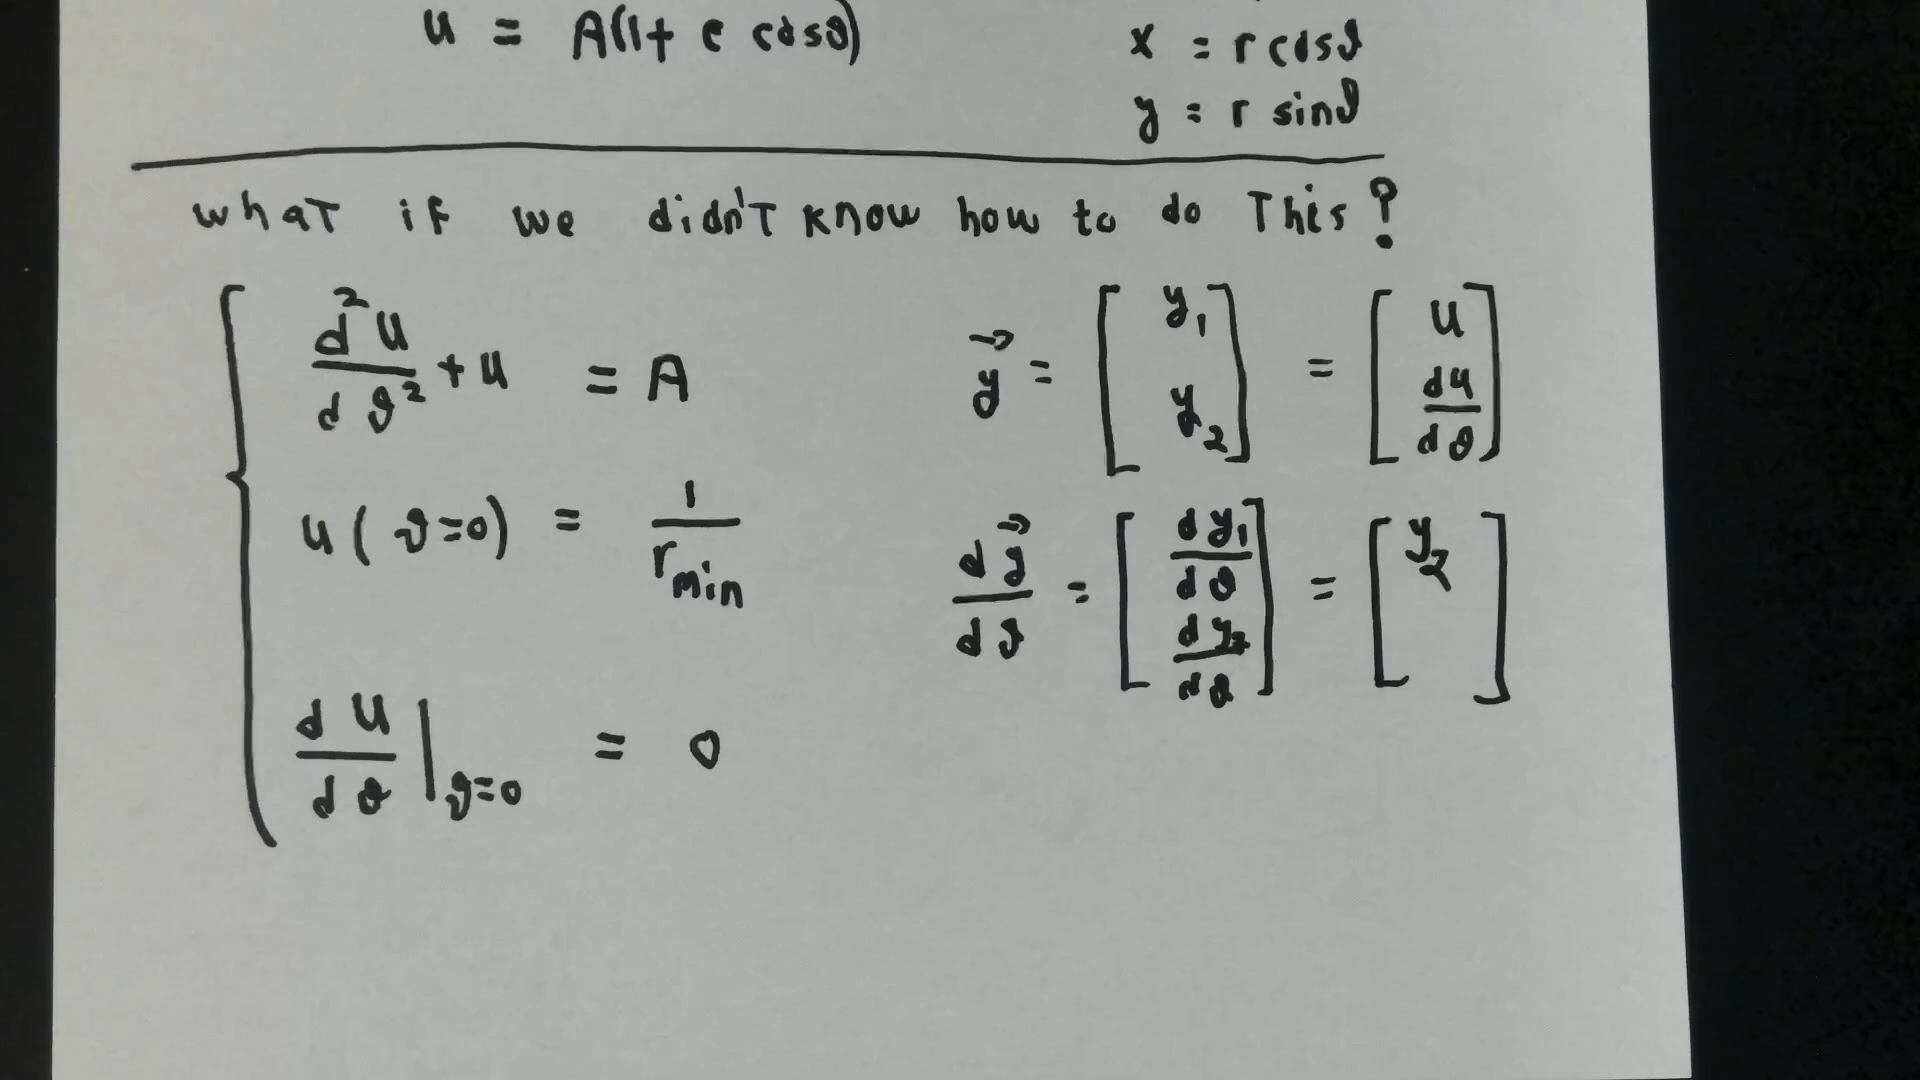 u = A(1+ e cosθ)
x = r cosθ
y = r sinθ
what if we didn't know how to do this?
d²u/dθ² + u = A
u(θ=0) = 1/r_min
du/dθ |_θ=0 = 0
y⃗ = [y₁ y₂] = [u du/dθ]
dy⃗/dθ = [dy₁/dθ dy₂/dθ] = [y₂ ]